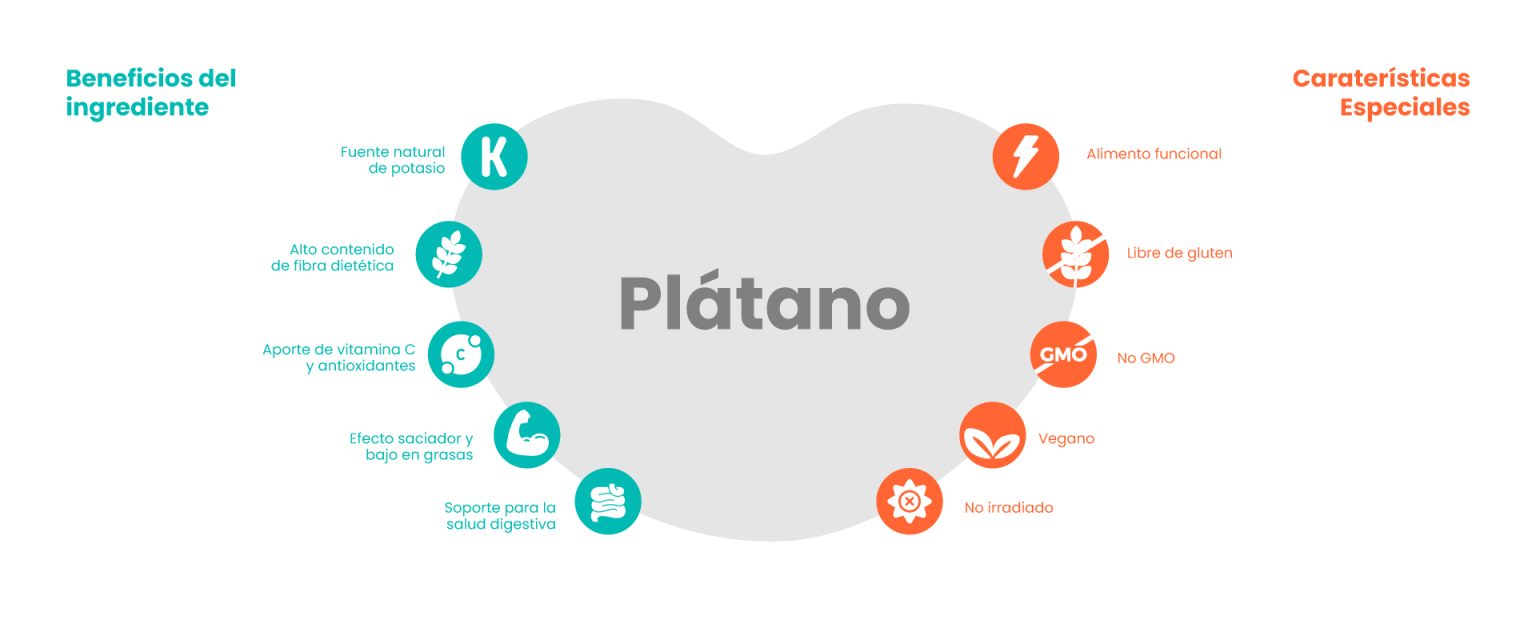 Beneficios del
ingrediente
Fuente natural
de potasio
K
Alto contenido
de fibra dietética
Aporte de vitamina C
y antioxidantes
C
Efecto saciador y
bajo en grasas
Soporte para la
salud digestiva
Plátano
Caraterísticas
Especiales
Alimento funcional
Libre de gluten
GMO
No GMO
Vegano
No irradiado